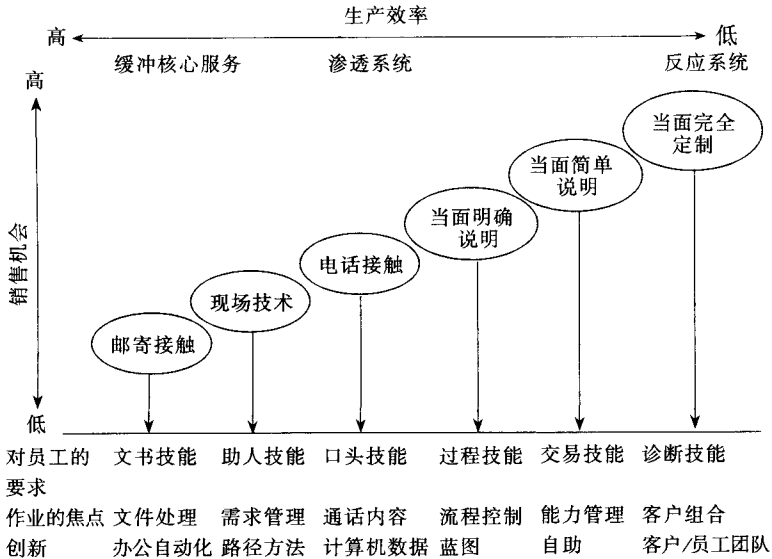 生产效率
高 低
缓冲核心服务 渗透系统 反应系统
高
当面完全
定制
当面简单
说明
当面明确
说明
电话接触
现场技术
邮寄接触
销售机会
低
对员工的 文书技能 助人技能 口头技能 过程技能 交易技能 诊断技能
要求
作业的焦点 文件处理 需求管理 通话内容 流程控制 能力管理 客户组合
创新 办公自动化 路径方法 计算机数据 蓝图 自助 客户/员工团队